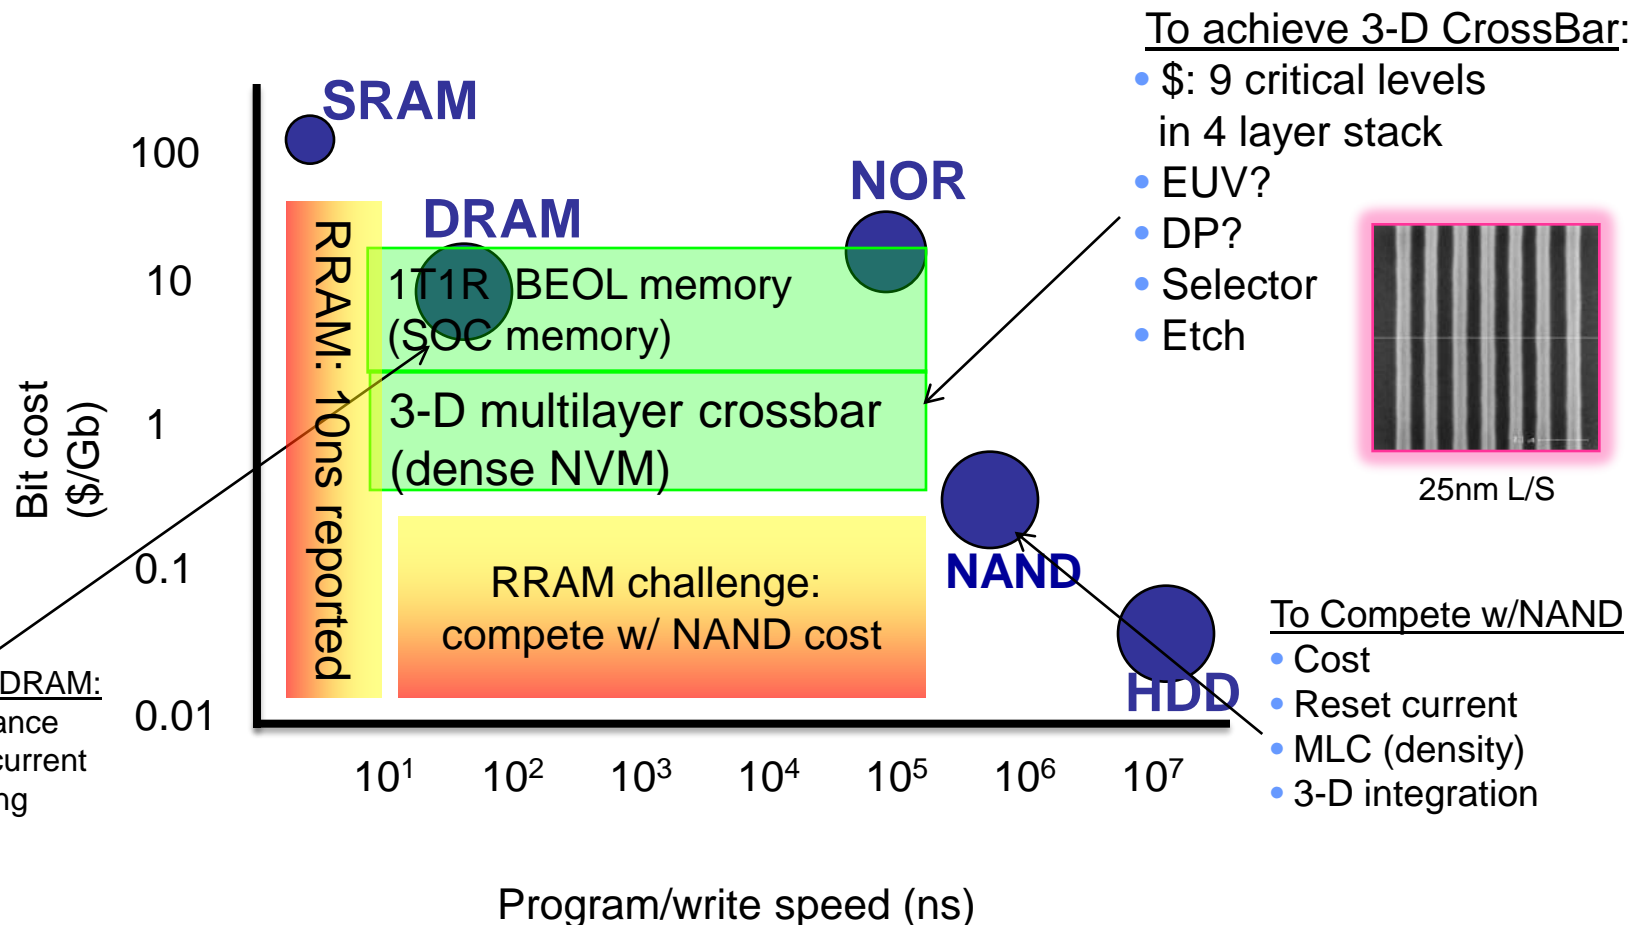 To achieve 3-D CrossBar:
• $: 9 critical levels
in 4 layer stack
• EUV?
• DP?
• Selector
• Etch
25nm L/S
SRAM
DRAM
NOR
NAND
HDD
RRAM: 10ns reported
1T1R BEOL memory
(SOC memory)
3-D multilayer crossbar
(dense NVM)
RRAM challenge:
compete w/ NAND cost
Bit cost
($/Gb)
100
10
1
0.1
0.01
10¹ 10² 10³ 10⁴ 10⁵ 10⁶ 10⁷
Program/write speed (ns)
To Compete w/NAND
• Cost
• Reset current
• MLC (density)
• 3-D integration
DRAM:
ance
current
ng